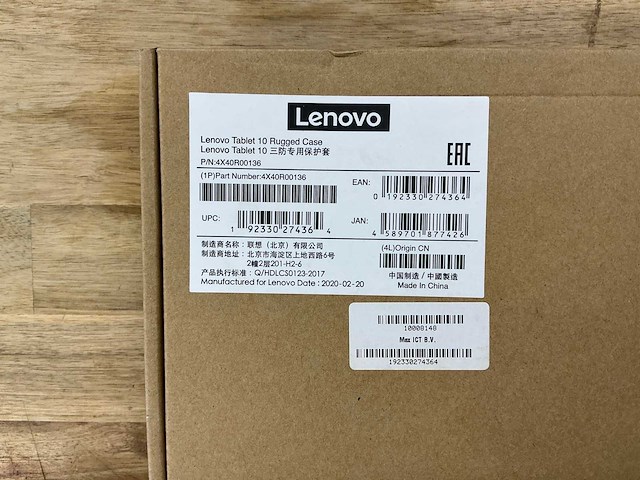 Lenovo
Lenovo Tablet 10 Rugged Case
Lenovo Tablet 10 三防专用保护套
P/N:4X40R00136
EAC
(1P)Part Number:4X40R00136
EAN:
0 192330 274364
UPC:
1 92330 27436 4
JAN:
4 589701 877426
制造商名称: 联想 (北京) 有限公司
制造商地址: 北京市海淀区上地西路6号
2幢2层201-H2-6
产品执行标准: Q/HDLCS0123-2017
Manufactured for Lenovo Date : 2020-02-20
(4L)Origin CN
中国制造 / 中國製造
Made In China
10008148
Max ICT B.V.
192330274364